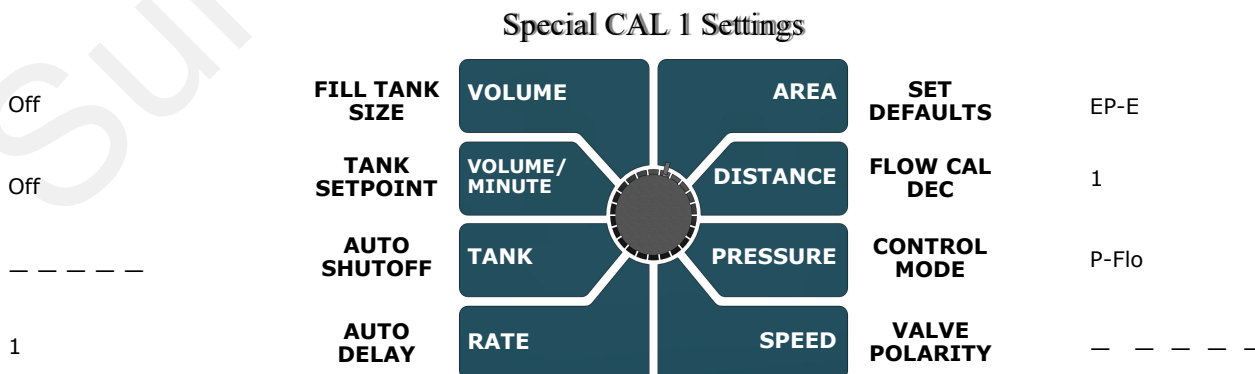 Special CAL 1 Settings
Off
FILL TANK
SIZE
VOLUME
AREA
SET
DEFAULTS
EP-E
Off
TANK
SETPOINT
VOLUME/
MINUTE
DISTANCE
FLOW CAL
DEC
1
— — — — —
AUTO
SHUTOFF
TANK
PRESSURE
CONTROL
MODE
P-Flo
1
AUTO
DELAY
RATE
SPEED
VALVE
POLARITY
— — — — —